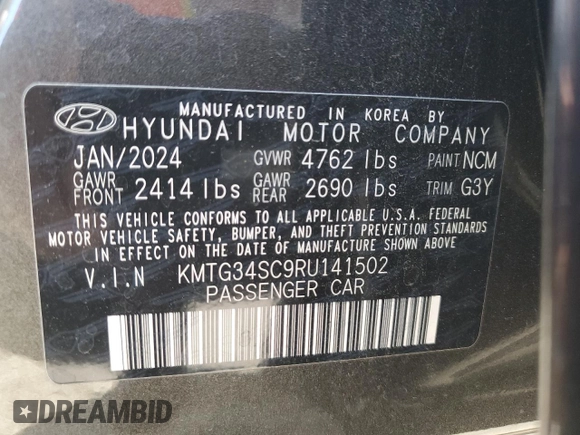 MANUFACTURED IN KOREA BY
HYUNDAI MOTOR COMPANY
JAN/2024 GVWR 4762 lbs PAINT NCM
GAWR FRONT 2414 lbs GAWR REAR 2690 lbs TRIM G3Y
THIS VEHICLE CONFORMS TO ALL APPLICABLE U.S.A. FEDERAL
MOTOR VEHICLE SAFETY, BUMPER, AND THEFT PREVENTION STANDARDS
IN EFFECT ON THE DATE OF MANUFACTURE SHOWN ABOVE.
V.I.N KMTG34SC9RU141502
PASSENGER CAR
DREAMBID